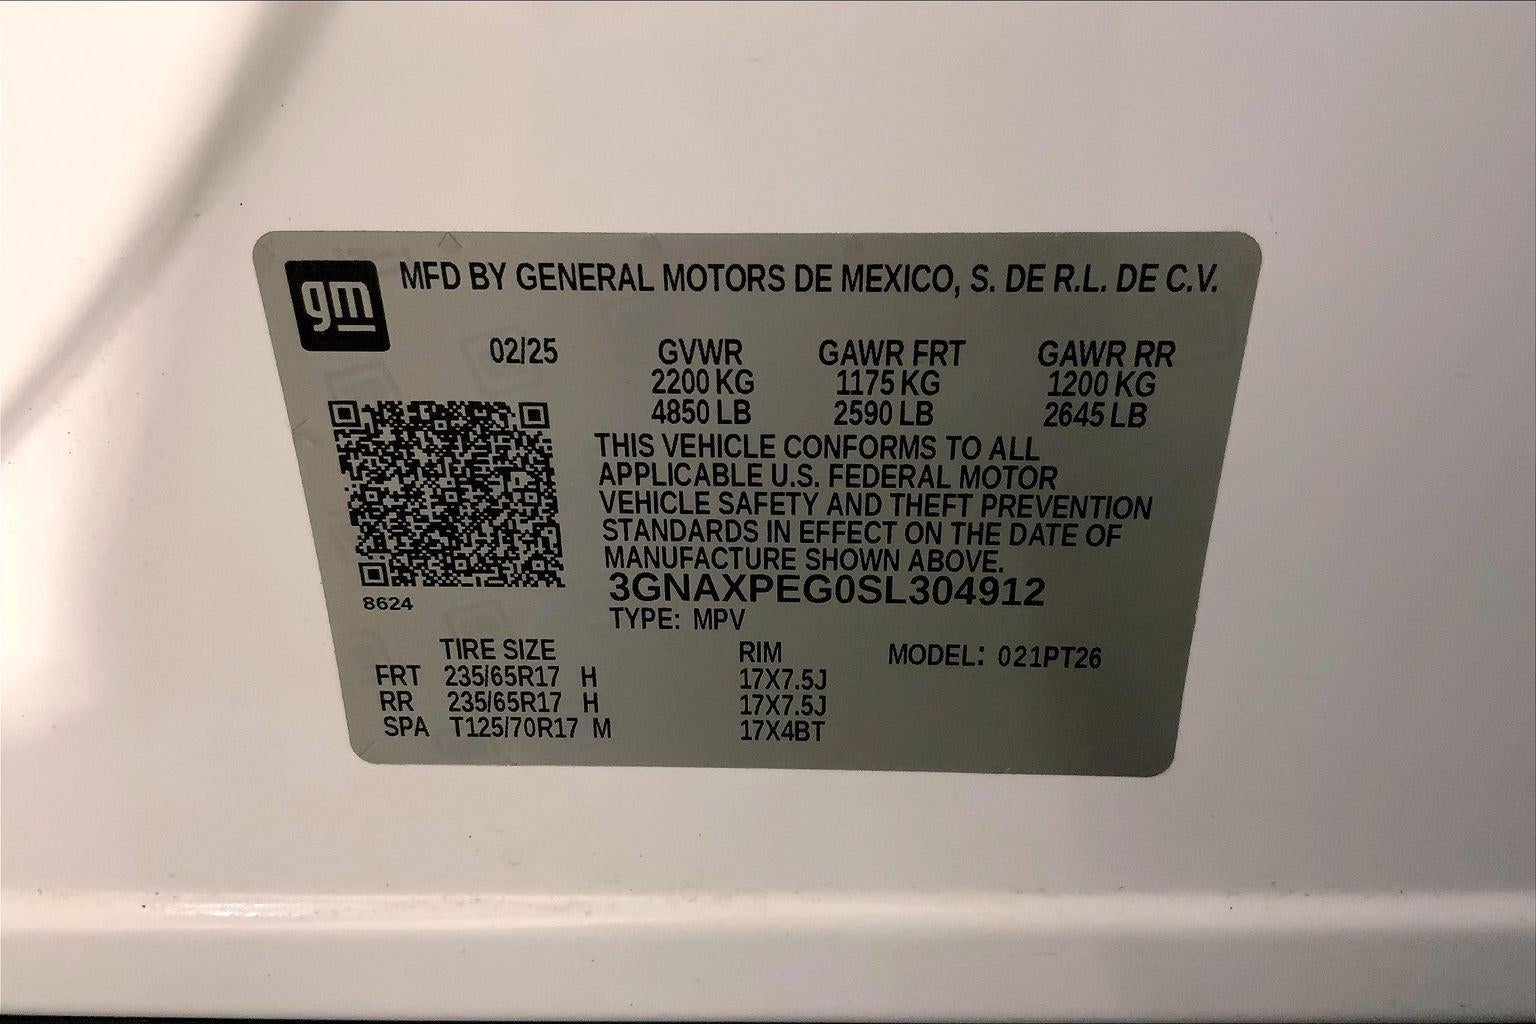 gm
MFD BY GENERAL MOTORS DE MEXICO, S. DE R.L. DE C.V.
02/25 GVWR GAWR FRT GAWR RR
2200 KG 1175 KG 1200 KG
4850 LB 2590 LB 2645 LB
THIS VEHICLE CONFORMS TO ALL
APPLICABLE U.S. FEDERAL MOTOR
VEHICLE SAFETY AND THEFT PREVENTION
STANDARDS IN EFFECT ON THE DATE OF
MANUFACTURE SHOWN ABOVE.
3GNAXPEG0SL304912
8624
TYPE: MPV
TIRE SIZE RIM MODEL: 021PT26
FRT 235/65R17 H 17X7.5J
RR 235/65R17 H 17X7.5J
SPA T125/70R17 M 17X4BT